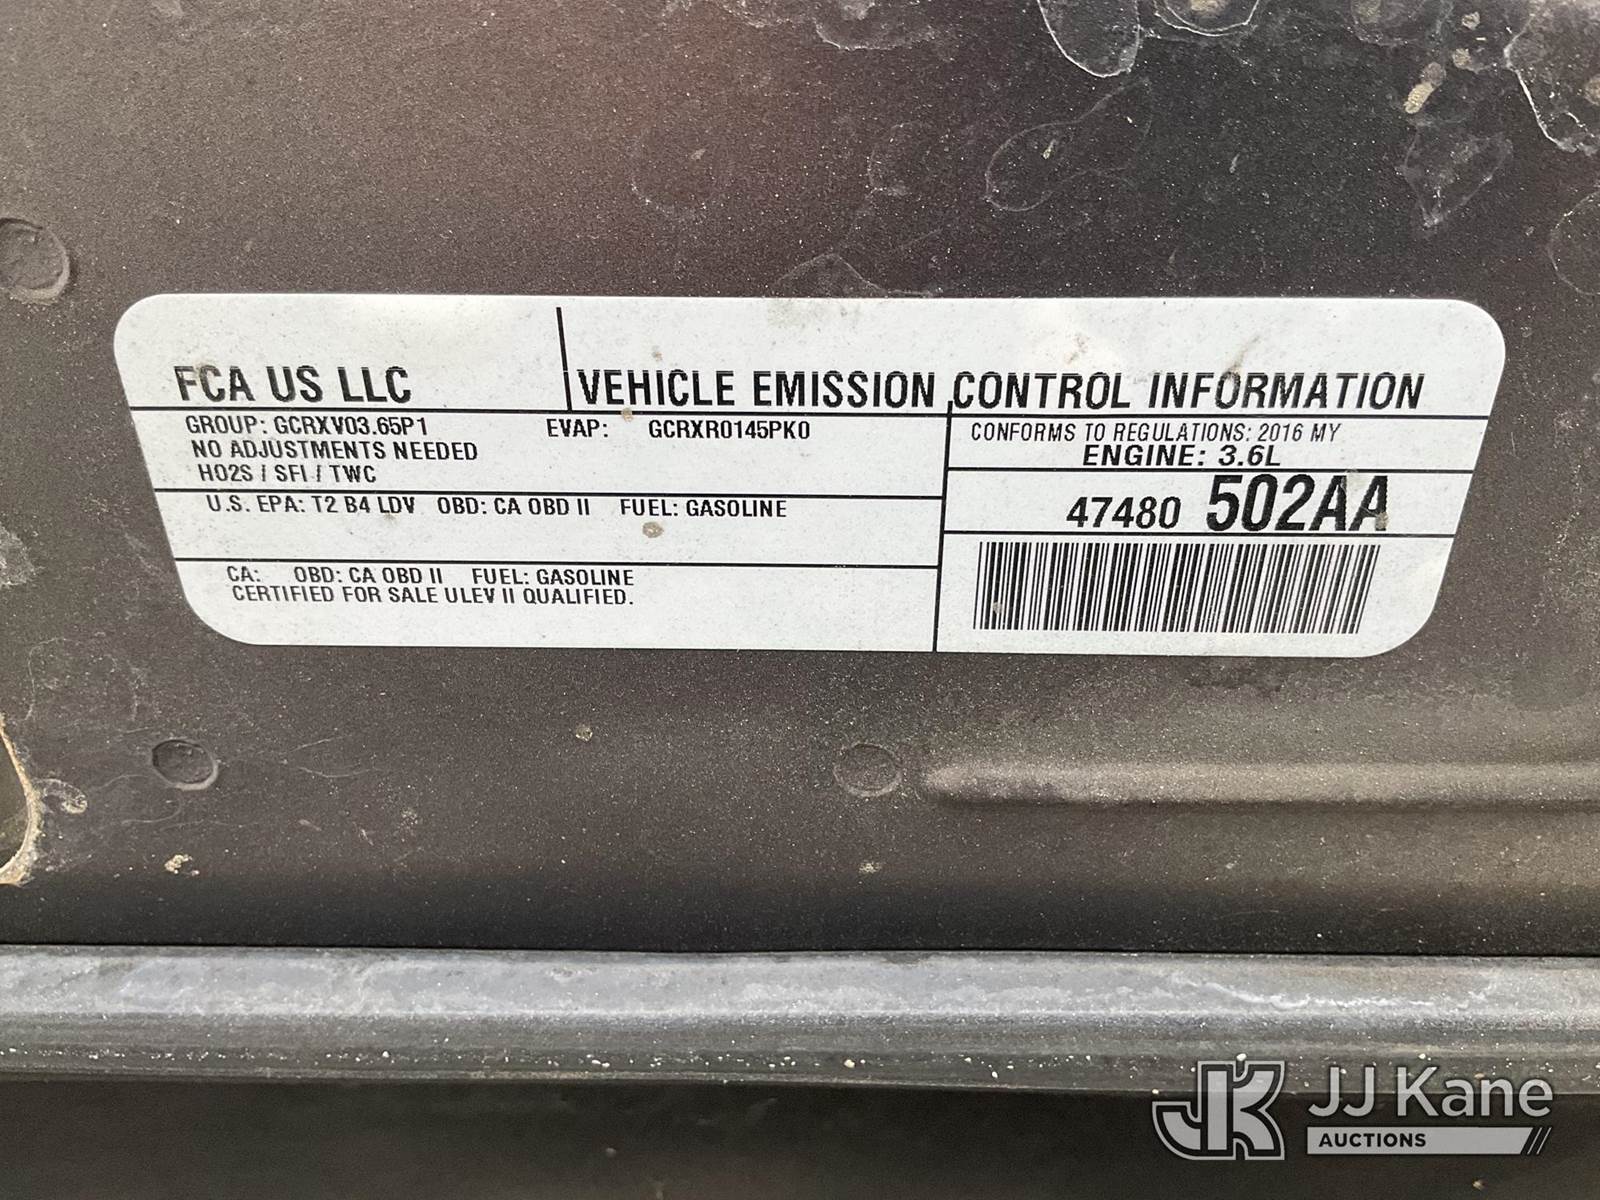 FCA US LLC
VEHICLE EMISSION CONTROL INFORMATION
GROUP: GCRXV03.65P1
EVAP: GCRXR0145PK0
NO ADJUSTMENTS NEEDED
HO2S / SFI / TWC
U.S. EPA: T2 B4 LDV OBD: CA OBD II FUEL: GASOLINE
CA: OBD: CA OBD II FUEL: GASOLINE
CERTIFIED FOR SALE ULEV II QUALIFIED.
CONFORMS TO REGULATIONS: 2016 MY
ENGINE: 3.6L
47480 502AA
JK JJ Kane
AUCTIONS